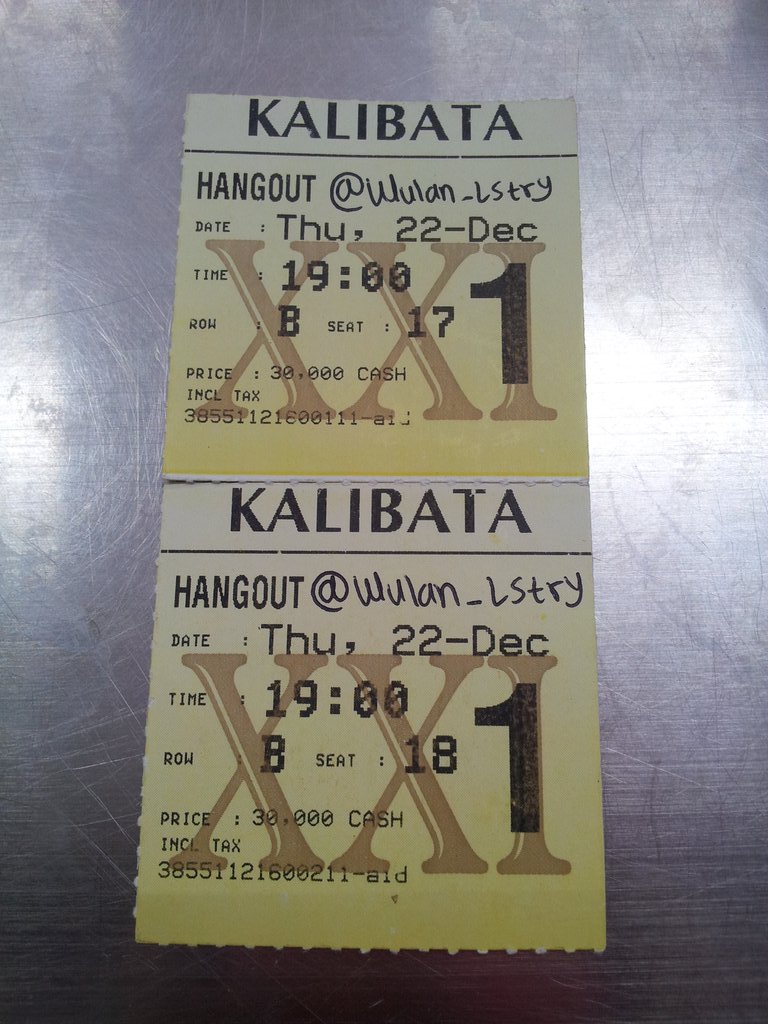 KALIBATA
HANGOUT @Wulan_Lstry
DATE : Thu, 22-Dec
TIME : 19:00
ROW : B SEAT : 17
1
PRICE : 30,000 CASH
INCL TAX
38551121600111-aid
XXI
KALIBATA
HANGOUT @Wulan_Lstry
DATE : Thu, 22-Dec
TIME : 19:00
ROW : B SEAT : 18
1
PRICE : 30,000 CASH
INCL TAX
38551121600211-aid
XXI